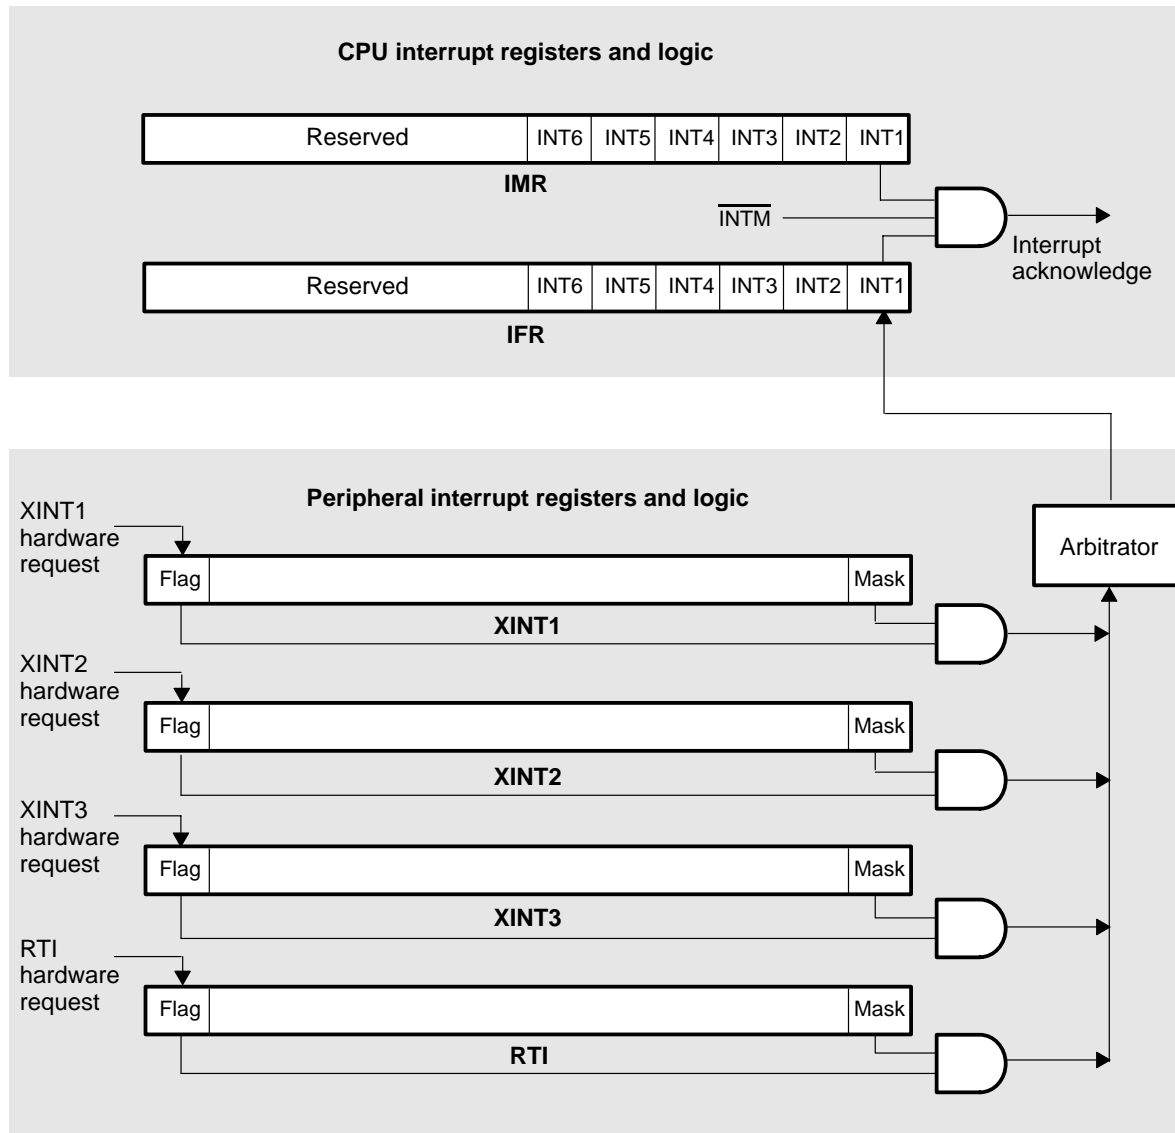 CPU interrupt registers and logic
Reserved INT6 INT5 INT4 INT3 INT2 INT1
IMR
INTM
Interrupt
acknowledge
Reserved INT6 INT5 INT4 INT3 INT2 INT1
IFR
Peripheral interrupt registers and logic
XINT1
hardware
request
Arbitrator
Flag Mask
XINT1
XINT2
hardware
request
Flag Mask
XINT2
XINT3
hardware
request
Flag Mask
XINT3
RTI
hardware
request
Flag Mask
RTI